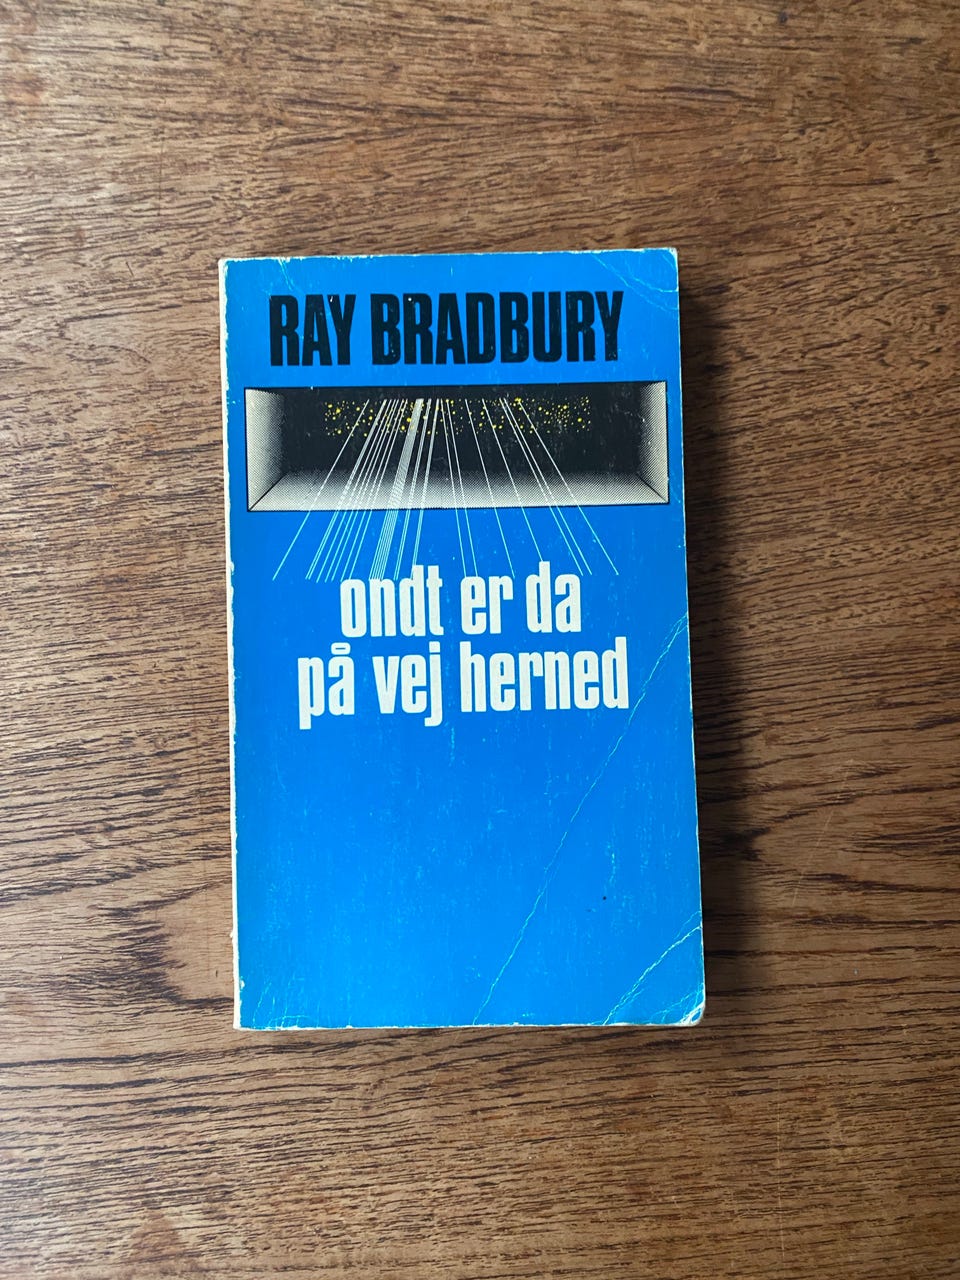 RAY BRADBURY
ondt er da
på vej herned